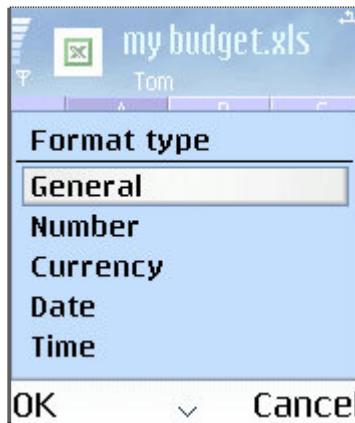 my budget.xls
Tom
A B C
Format type
General
Number
Currency
Date
Time
OK Cancel